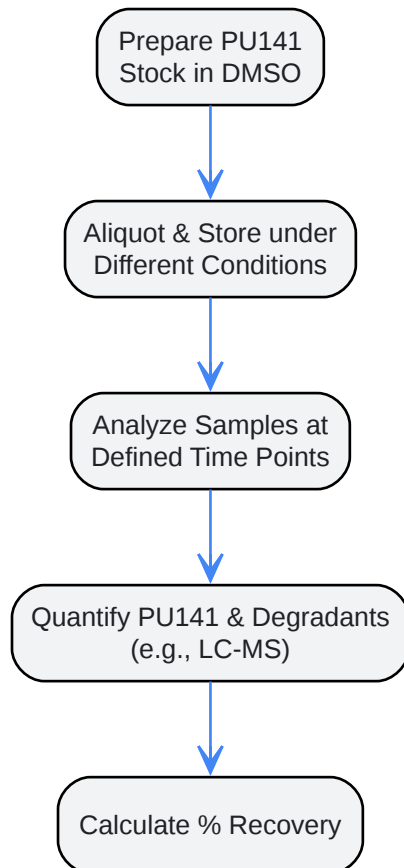 Prepare PU141
Stock in DMSO
Aliquot & Store under
Different Conditions
Analyze Samples at
Defined Time Points
Quantify PU141 & Degradants
(e.g., LC-MS)
Calculate % Recovery